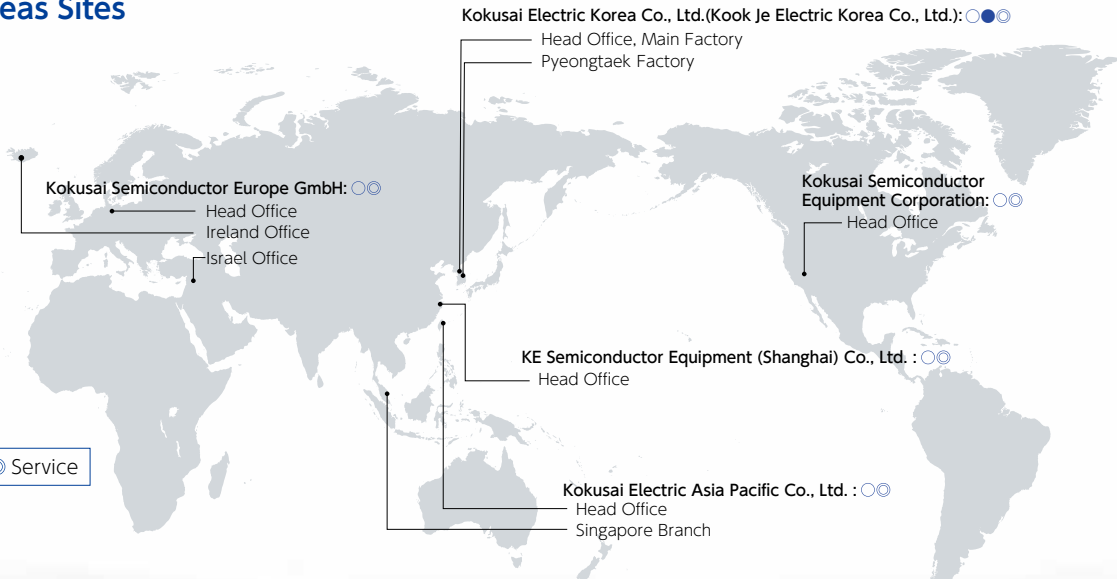 eas Sites
Kokusai Electric Korea Co., Ltd.(Kook Je Electric Korea Co., Ltd.): ○●◎
Head Office, Main Factory
Pyeongtaek Factory
Kokusai Semiconductor Europe GmbH: ○◎
Head Office
Ireland Office
Israel Office
Kokusai Semiconductor
Equipment Corporation: ○◎
Head Office
KE Semiconductor Equipment (Shanghai) Co., Ltd. : ○◎
Head Office
◎ Service
Kokusai Electric Asia Pacific Co., Ltd. : ○◎
Head Office
Singapore Branch